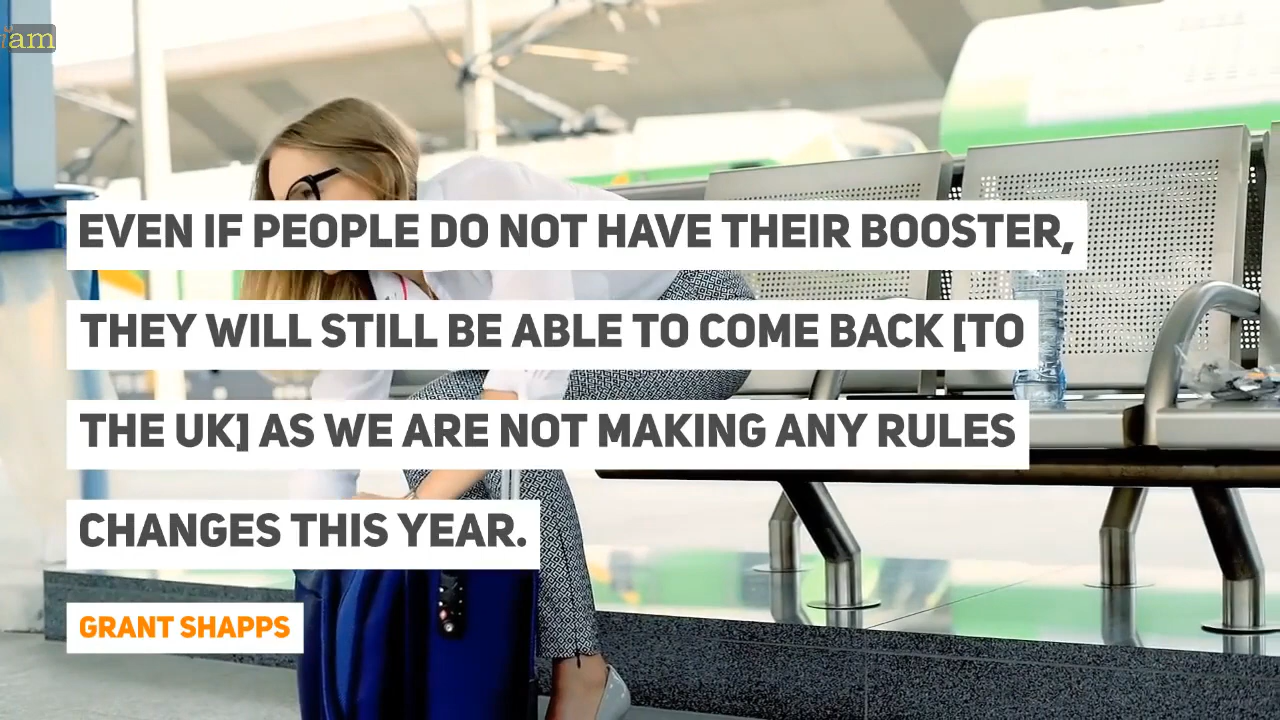 iam
EVEN IF PEOPLE DO NOT HAVE THEIR BOOSTER,
THEY WILL STILL BE ABLE TO COME BACK [TO
THE UK] AS WE ARE NOT MAKING ANY RULES
CHANGES THIS YEAR.
GRANT SHAPPS